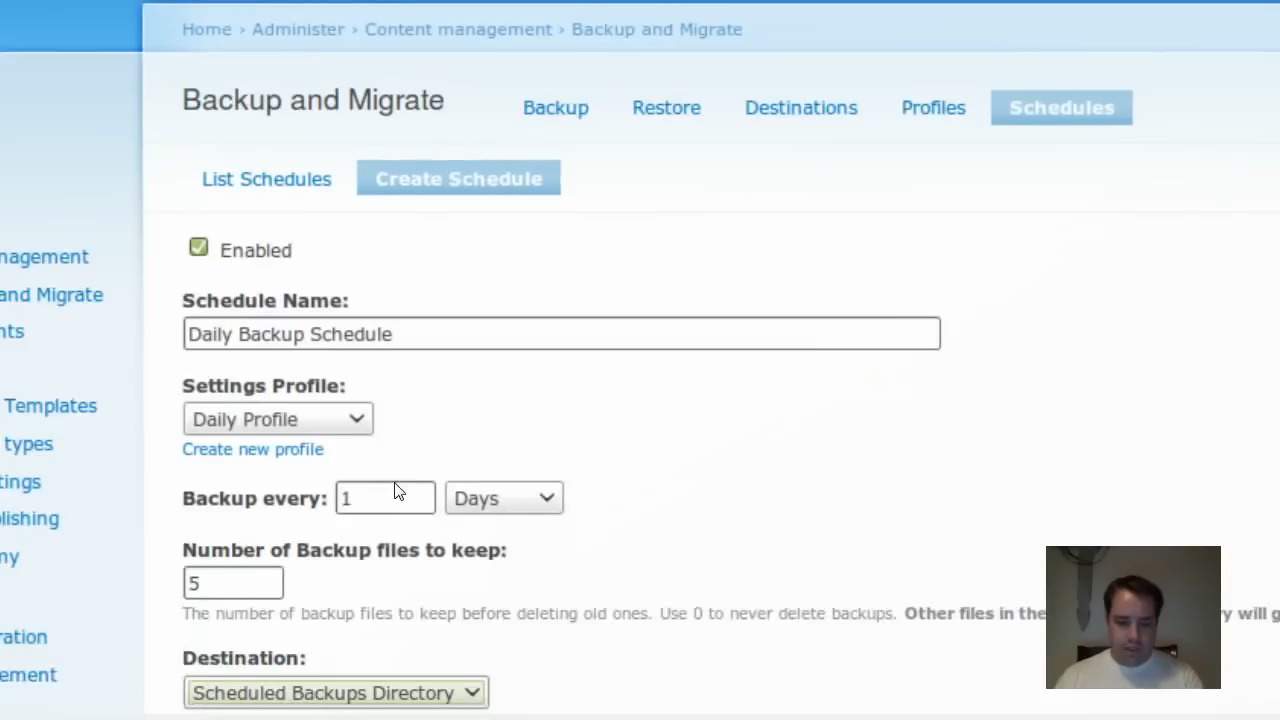 Home › Administer › Content management › Backup and Migrate
Backup and Migrate
Backup
Restore
Destinations
Profiles
Schedules
List Schedules
Create Schedule
Enabled
Schedule Name:
Daily Backup Schedule
Settings Profile:
Daily Profile
Create new profile
Backup every: 1 Days
Number of Backup files to keep:
5
The number of backup files to keep before deleting old ones. Use 0 to never delete backups. Other files in the y will g
Destination:
Scheduled Backups Directory
nagement
and Migrate
nts
Templates
types
tings
lishing
my
ration
ement